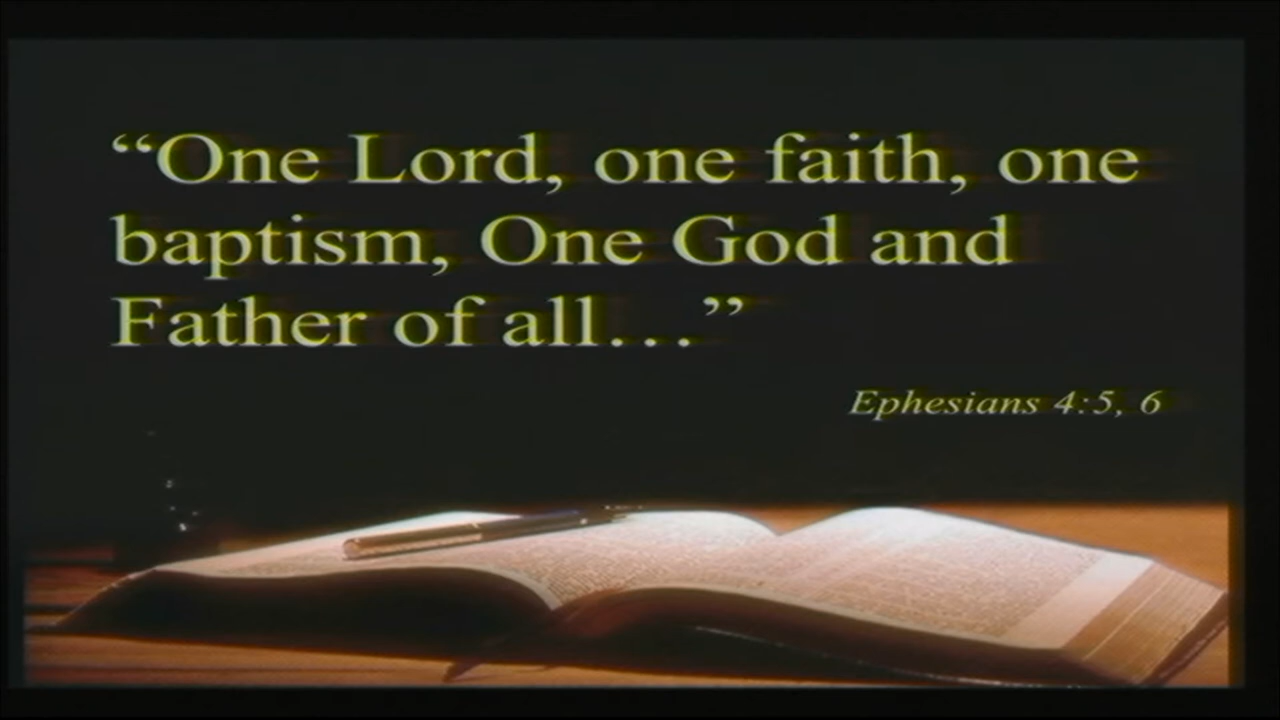 “One Lord, one faith, one
baptism, One God and
Father of all…”
Ephesians 4:5, 6